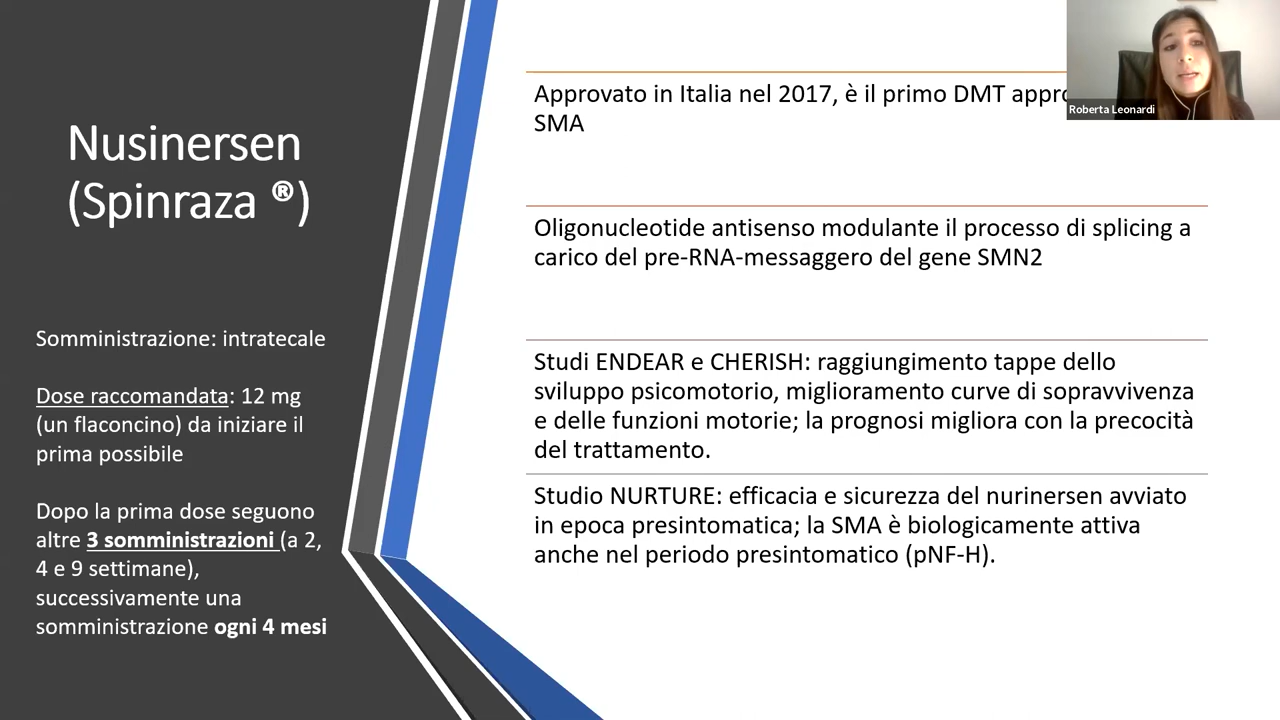 Nusinersen
(Spinraza ®)
Somministrazione: intratecale
Dose raccomandata: 12 mg
(un flaconcino) da iniziare il
prima possibile
Dopo la prima dose seguono
altre 3 somministrazioni (a 2,
4 e 9 settimane),
successivamente una
somministrazione ogni 4 mesi
Approvato in Italia nel 2017, è il primo DMT
SMA
Oligonucleotide antisenso modulante il processo di splicing a
carico del pre-RNA-messaggero del gene SMN2
Studi ENDEAR e CHERISH: raggiungimento tappe dello
sviluppo psicomotorio, miglioramento curve di sopravvivenza
e delle funzioni motorie; la prognosi migliora con la precocità
del trattamento.
Studio NURTURE: efficacia e sicurezza del nurinersen avviato
in epoca presintomatica; la SMA è biologicamente attiva
anche nel periodo presintomatico (pNF-H).
Roberta Leonardi